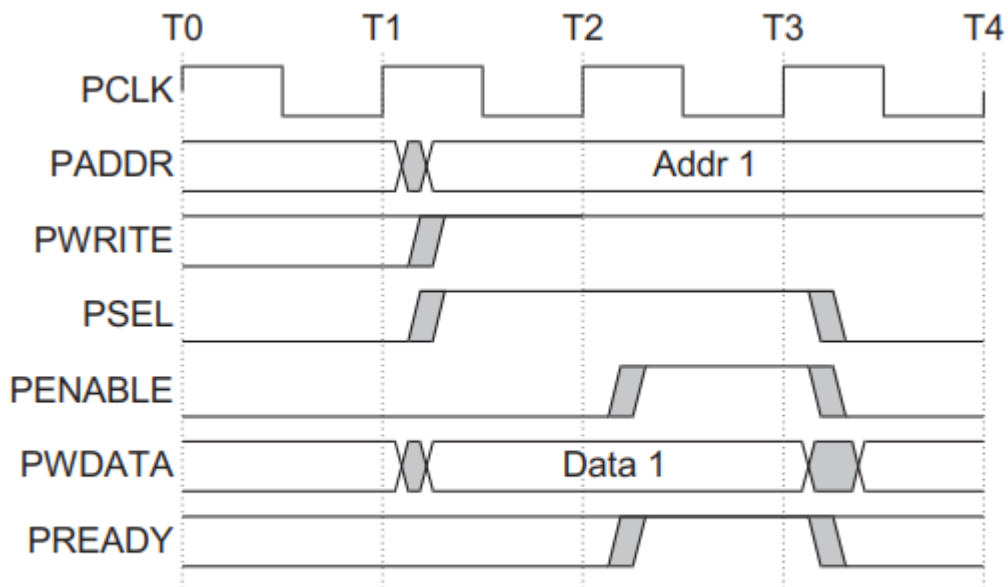 T0 T1 T2 T3 T4
PCLK
PADDR Addr 1
PWRITE
PSEL
PENABLE
PWDATA Data 1
PREADY